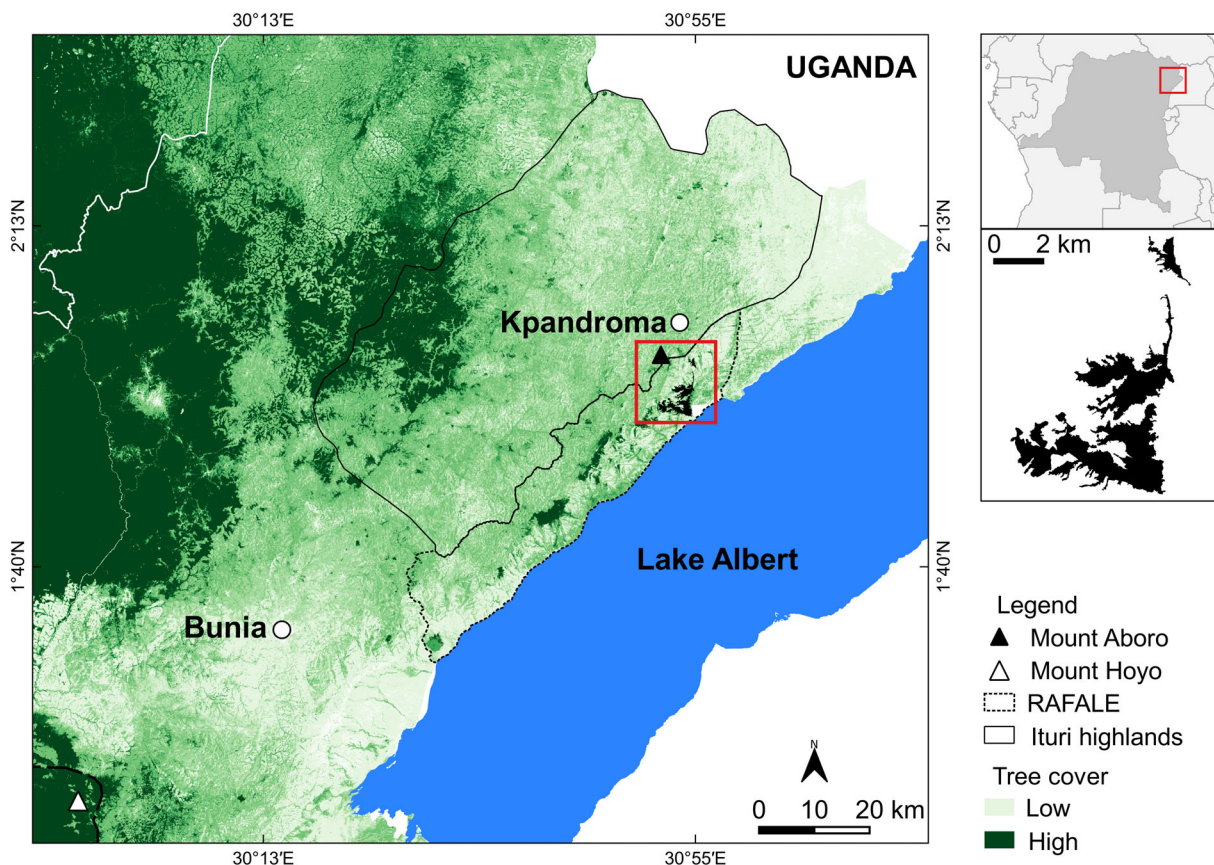 30°13′E
30°55′E
UGANDA
2°13′N
2°13′N
Kpandroma
0 2 km
1°40′N
1°40′N
Lake Albert
Bunia
N
0 10 20 km
30°13′E
30°55′E
Legend
Mount Aboro
Mount Hoyo
RAFALE
Ituri highlands
Tree cover
Low
High